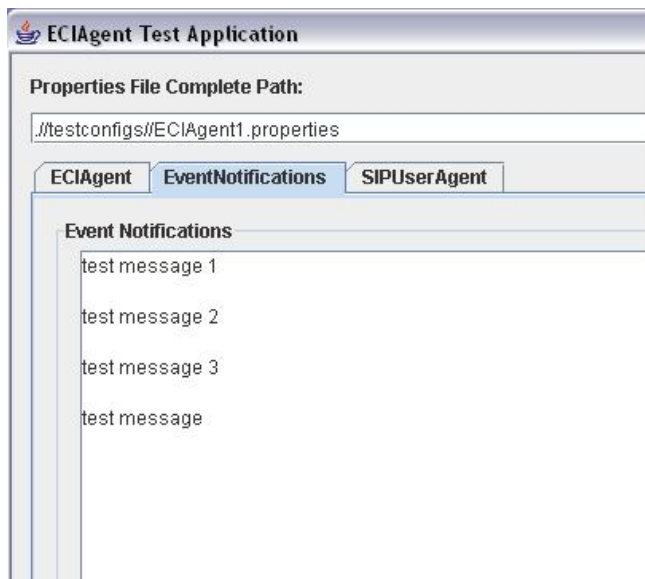 ECIAgent Test Application
Properties File Complete Path:
.//testconfigs//ECIAgent1.properties
ECIAgent EventNotifications SIPUserAgent
Event Notifications
test message 1
test message 2
test message 3
test message